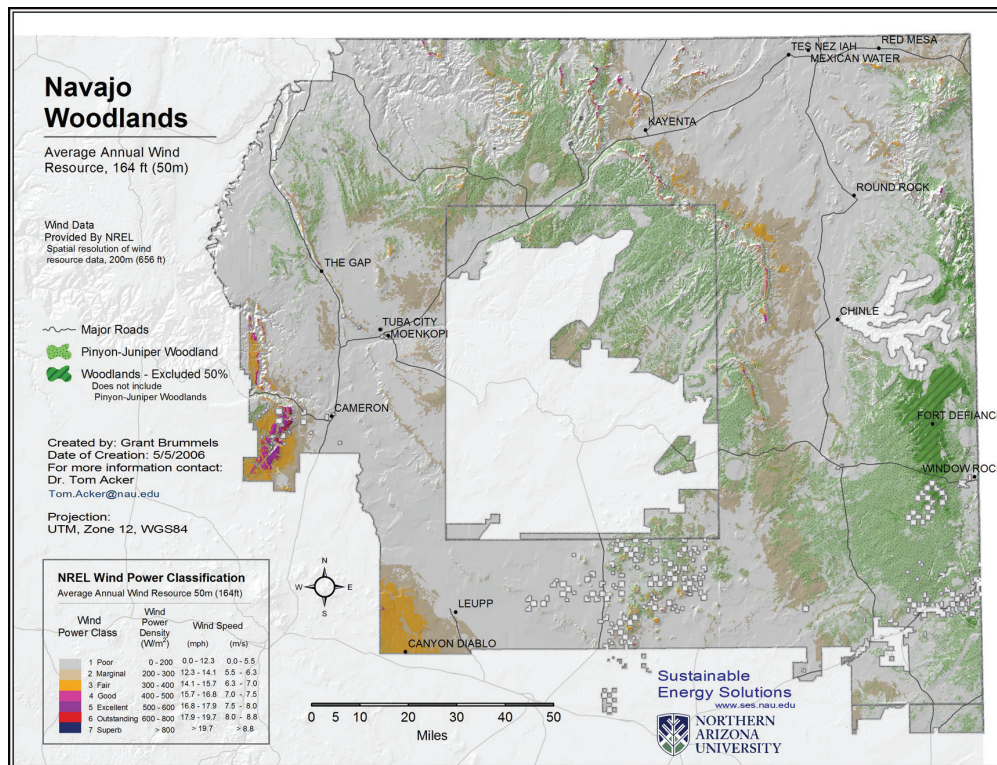 Navajo
Woodlands
Average Annual Wind
Resource, 164 ft (50m)
Wind Data
Provided By NREL
Spatial resolution of wind
resource data, 200m (656 ft)
Major Roads
Pinyon-Juniper Woodland
Woodlands - Excluded 50%
Does not include
Pinyon-Juniper Woodlands
Created by: Grant Brummels
Date of Creation: 5/5/2006
For more information contact:
Dr. Tom Acker
Tom.Acker@nau.edu
Projection:
UTM, Zone 12, WGS84
RED MESA
TES NEZ IAH
MEXICAN WATER
KAYENTA
ROUND ROCK
THE GAP
TUBA CITY
MOENKOPI
CHINLE
CAMERON
FORT DEFIANCE
WINDOW ROC
LEUPP
CANYON DIABLO
N
W E
S
NREL Wind Power Classification
Average Annual Wind Resource 50m (164ft)
Wind Power Class Wind Power Density (W/m²) Wind Speed (mph) (m/s)
1 Poor 0 - 200 0.0 - 12.3 0.0 - 5.5
2 Marginal 200 - 300 12.3 - 14.1 5.5 - 6.3
3 Fair 300 - 400 14.1 - 15.7 6.3 - 7.0
4 Good 400 - 500 15.7 - 16.8 7.0 - 7.5
5 Excellent 500 - 600 16.8 - 17.9 7.5 - 8.0
6 Outstanding 600 - 800 17.9 - 19.7 8.0 - 8.8
7 Superb > 800 > 19.7 > 8.8
0 5 10 20 30 40 50
Miles
Sustainable
Energy Solutions
www.ses.nau.edu
NORTHERN
ARIZONA
UNIVERSITY